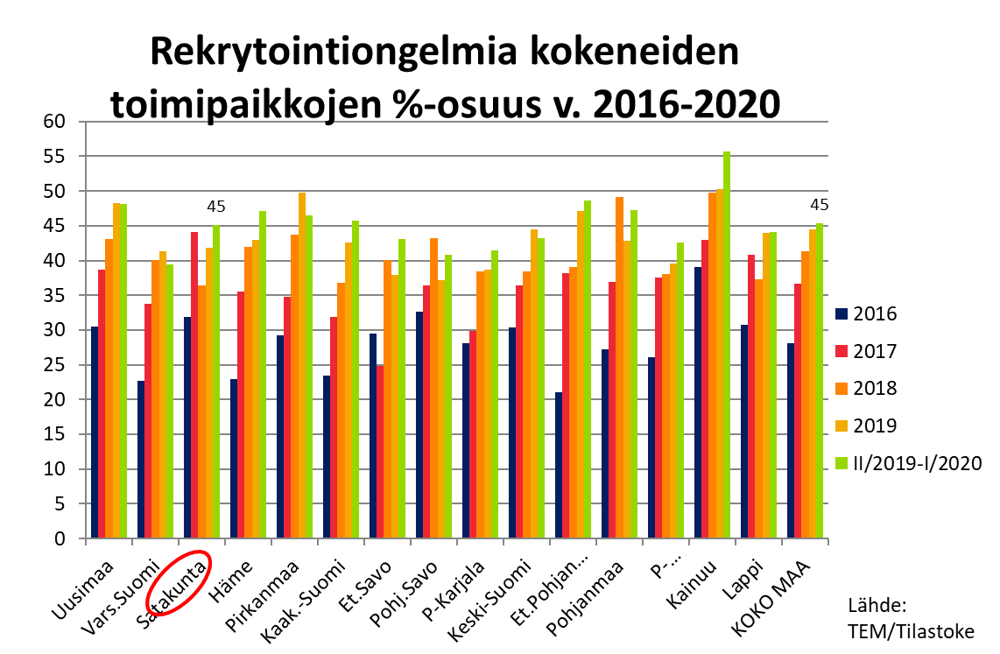 Rekrytointiongelmia kokeneiden
toimipaikkojen %-osuus v. 2016-2020
60
55
50
45
40
35
30
25
20
15
10
5
0
45
45
Uusimaa
Vars.Suomi
Satakunta
Häme
Pirkanmaa
Kaak.-Suomi
Et.Savo
Pohj.Savo
P-Karjala
Keski-Suomi
Et.Pohjan…
Pohjanmaa
P-…
Kainuu
Lappi
KOKO MAA
2016
2017
2018
2019
II/2019-I/2020
Lähde:
TEM/Tilastoke